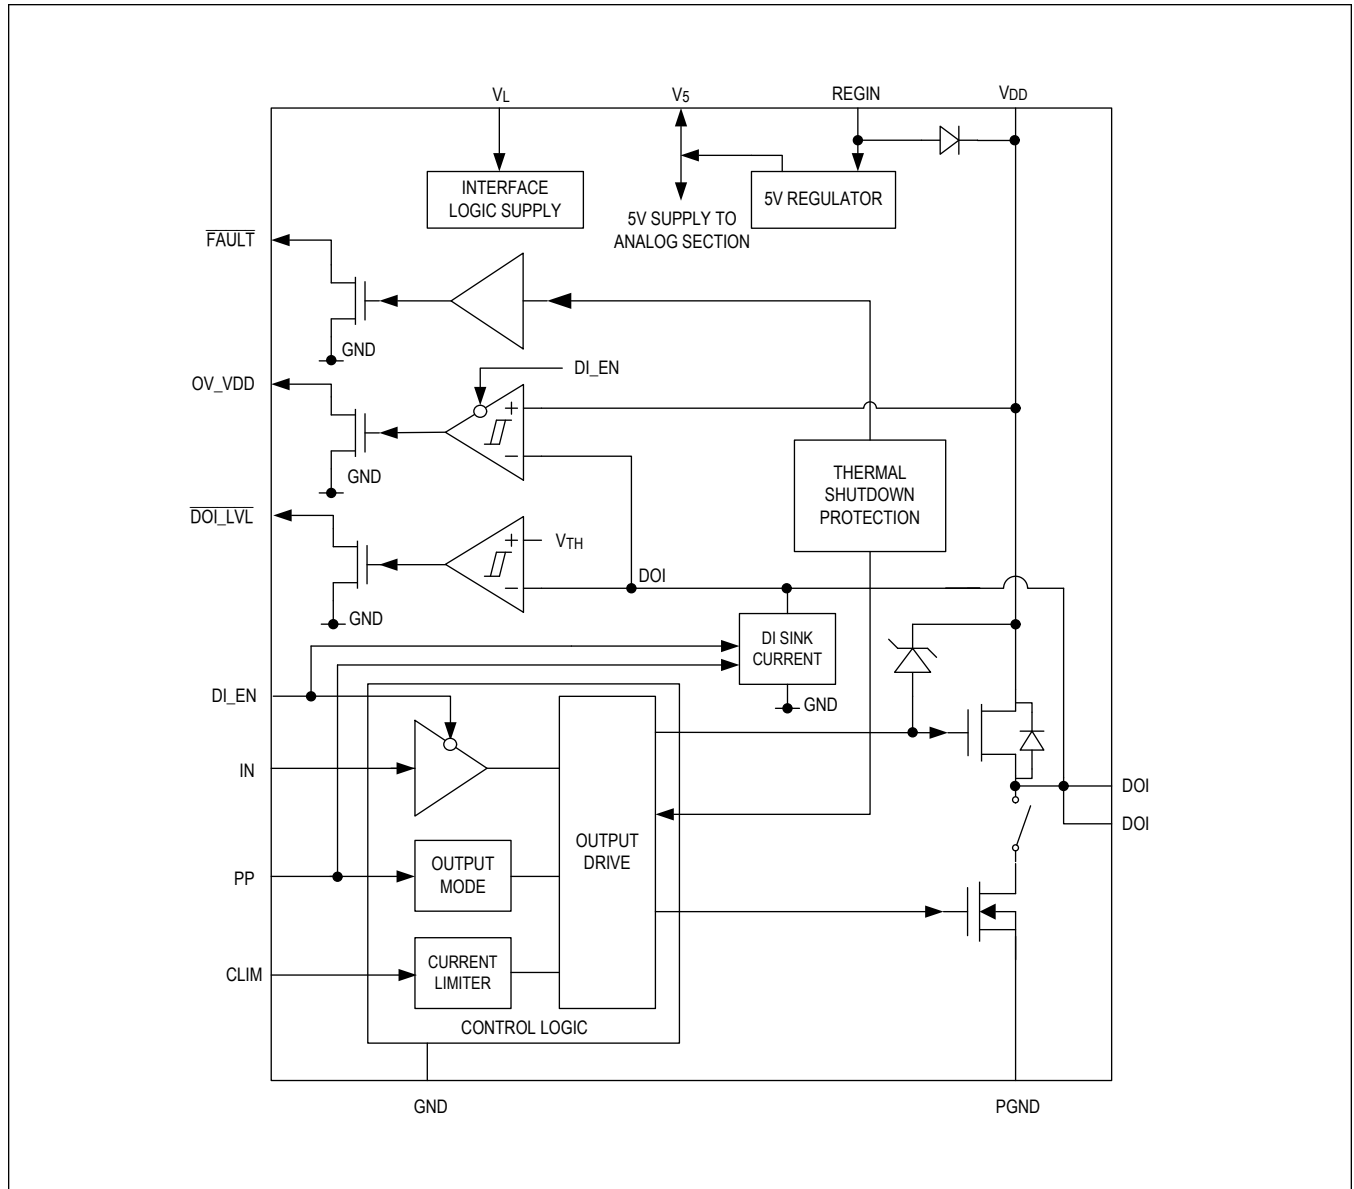 VL
V5
REGIN
VDD
INTERFACE
LOGIC SUPPLY
5V REGULATOR
5V SUPPLY TO
ANALOG SECTION
FAULT
GND
OV_VDD
DI_EN
+
−
GND
THERMAL
SHUTDOWN
PROTECTION
DOI_LVL
+
VTH
−
DOI
GND
DI SINK
CURRENT
GND
DI_EN
IN
OUTPUT
DRIVE
DOI
DOI
PP
OUTPUT
MODE
CLIM
CURRENT
LIMITER
CONTROL LOGIC
GND
PGND